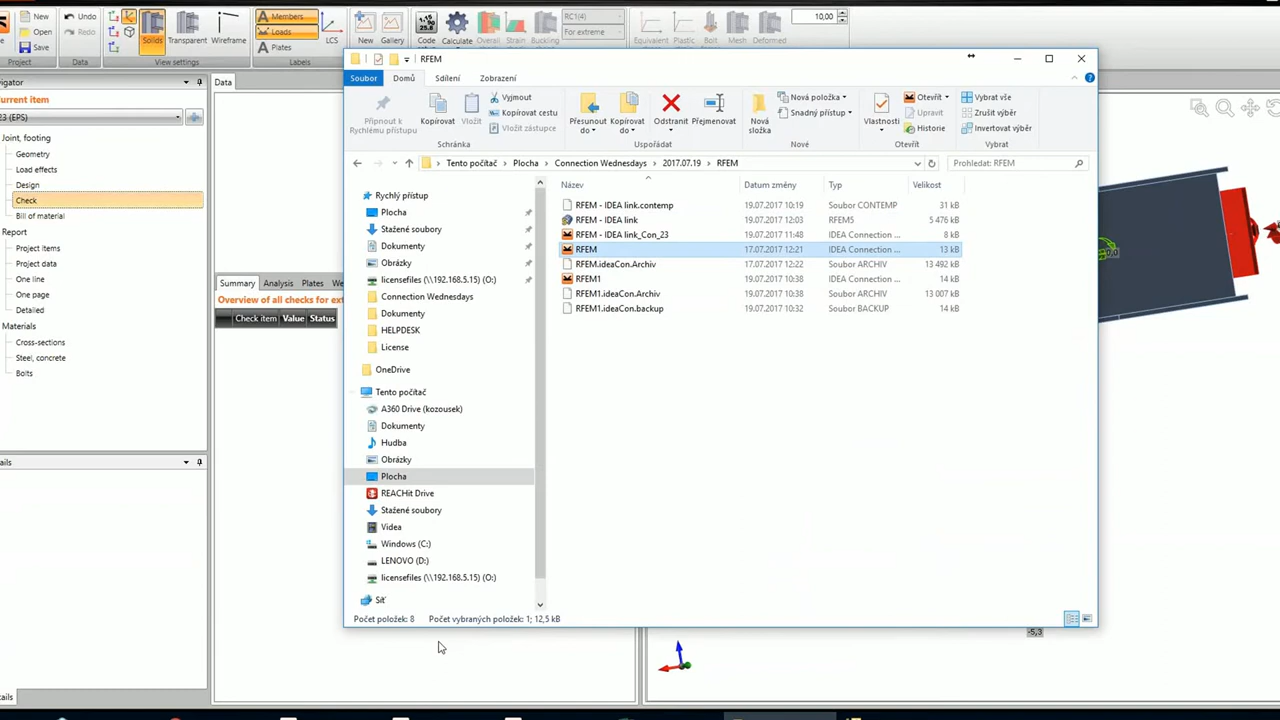 New
Open
Save
Project
Undo
Redo
Data
Solids
Transparent
Wireframe
View settings
Members
Loads
Plates
LCS
Labels
New
Gallery
Code
Calculate
Overall
Strain
Buckling
RC1(4)
For extreme
Equivalent
Plastic
Bolt
Mesh
Deformed
10,00
vigator
urrent item
23 (EPS)
Joint, footing
Geometry
Load effects
Design
Check
Bill of material
Report
Project items
Project data
One line
One page
Detailed
Materials
Cross-sections
Steel, concrete
Bolts
ails
Data
Summary
Analysis
Plates
We
Overview of all checks for ext
Check item
Value
Status
RFEM
Soubor
Domů
Sdílení
Zobrazení
Připnout k
Rychlému přístupu
Kopírovat
Vložit
Vyjmout
Kopírovat cestu
Vložit zástupce
Schránka
Přesunout
do
Kopírovat
do
Odstranit
Přejmenovat
Uspořádat
Nová
složka
Nová položka
Snadný přístup
Nové
Vlastnosti
Otevřít
Upravit
Historie
Otevřít
Vybrat vše
Zrušit výběr
Invertovat výběr
Vybrat
Tento počítač
Plocha
Connection Wednesdays
2017.07.19
RFEM
Prohledat: RFEM
Rychlý přístup
Plocha
Stažené soubory
Dokumenty
Obrázky
licensefiles (\\192.168.5.15) (O:)
Connection Wednesdays
Dokumenty
HELPDESK
License
OneDrive
Tento počítač
A360 Drive (kozousek)
Dokumenty
Hudba
Obrázky
Plocha
REACHit Drive
Stažené soubory
Videa
Windows (C:)
LENOVO (D:)
licensefiles (\\192.168.5.15) (O:)
Síť
Název Datum změny Typ Velikost
RFEM - IDEA link.contemp 19.07.2017 10:19 Soubor CONTEMP 31 kB
RFEM - IDEA link 19.07.2017 12:03 RFEM5 5 476 kB
RFEM - IDEA link_Con_23 19.07.2017 11:48 IDEA Connection ... 8 kB
RFEM 17.07.2017 12:21 IDEA Connection ... 13 kB
RFEM.ideaCon.Archiv 17.07.2017 12:22 Soubor ARCHIV 13 492 kB
RFEM1 19.07.2017 10:38 IDEA Connection ... 14 kB
RFEM1.ideaCon.Archiv 19.07.2017 10:38 Soubor ARCHIV 13 007 kB
RFEM1.ideaCon.backup 19.07.2017 10:32 Soubor BACKUP 14 kB
Počet položek: 8 Počet vybraných položek: 1; 12,5 kB
-5,3
tails